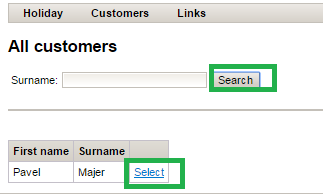 Holiday Customers Links
All customers
Surname: Search
First name Surname
Pavel Majer Select